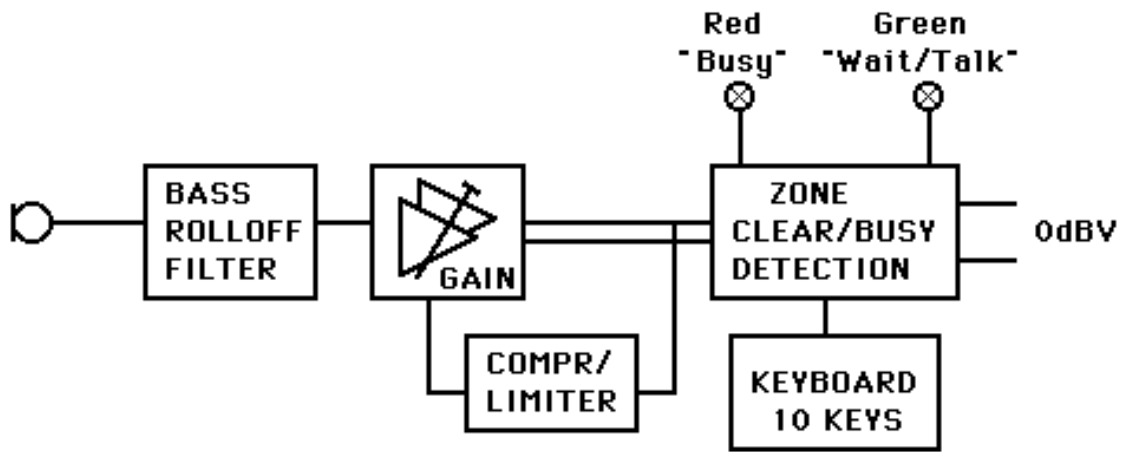 Red
"Busy"
Green
"Wait/Talk"
BASS
ROLLOFF
FILTER
GAIN
ZONE
CLEAR/BUSY
DETECTION
0dBV
COMPR/
LIMITER
KEYBOARD
10 KEYS